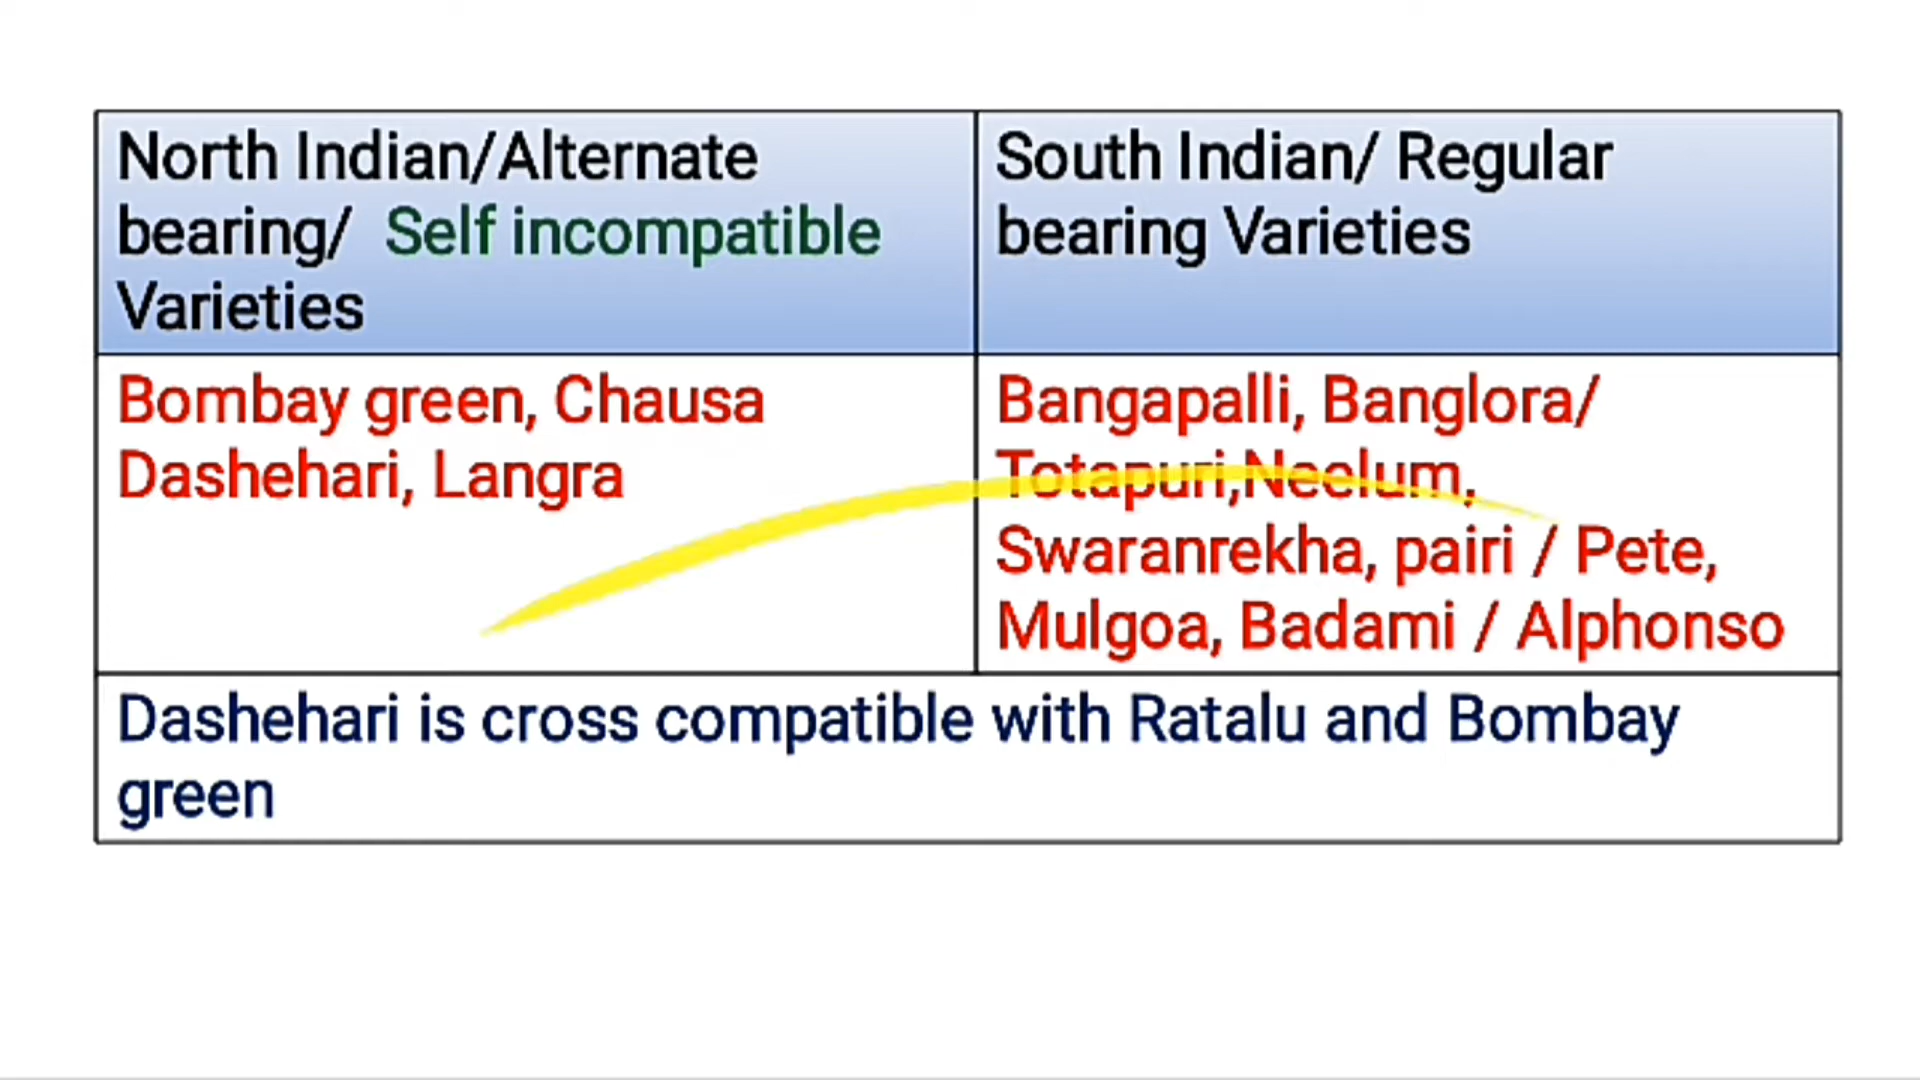 North Indian/Alternate
bearing/ Self incompatible
Varieties
South Indian/ Regular
bearing Varieties
Bombay green, Chausa
Dashehari, Langra
Bangapalli, Banglora/
Totapuri,Neelum,
Swaranrekha, pairi / Pete,
Mulgoa, Badami / Alphonso
Dashehari is cross compatible with Ratalu and Bombay
green